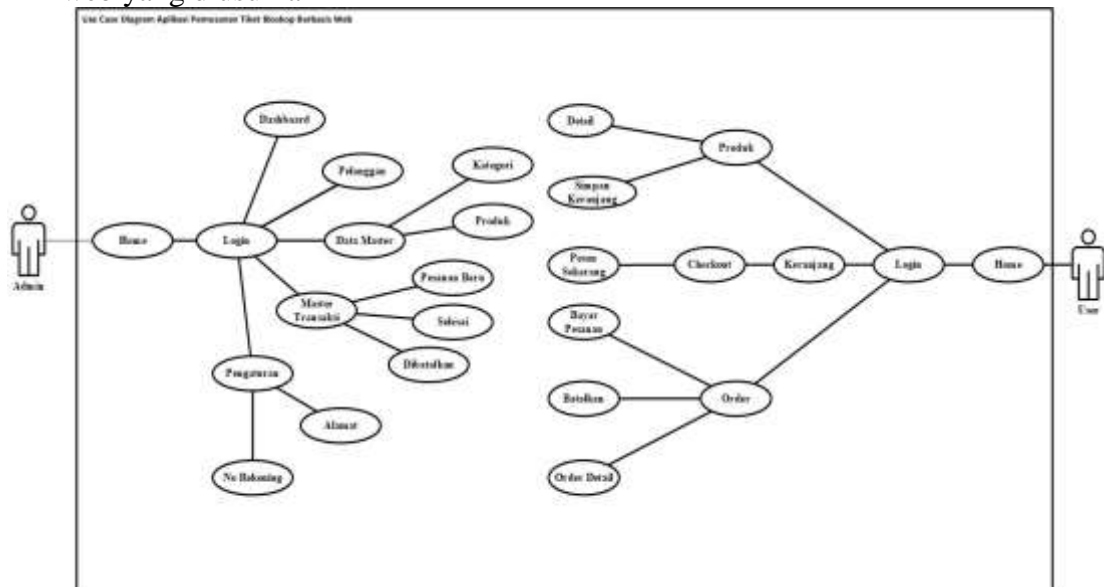 Use Case Diagram Aplikasi Pemesanan Tiket Bioskop Berbasis Web
Dashboard
Pelanggan
Kategori
Produk
Home
Login
Data Master
Master
Transaksi
Pesanan Baru
Selesai
Dibatalkan
Pengaturan
Alamat
No Rekening
Admin
Detail
Produk
Simpan
Keranjang
Pesan
Sekarang
Checkout
Keranjang
Login
Home
Bayar
Pesanan
Batalkan
Order
Order Detail
User